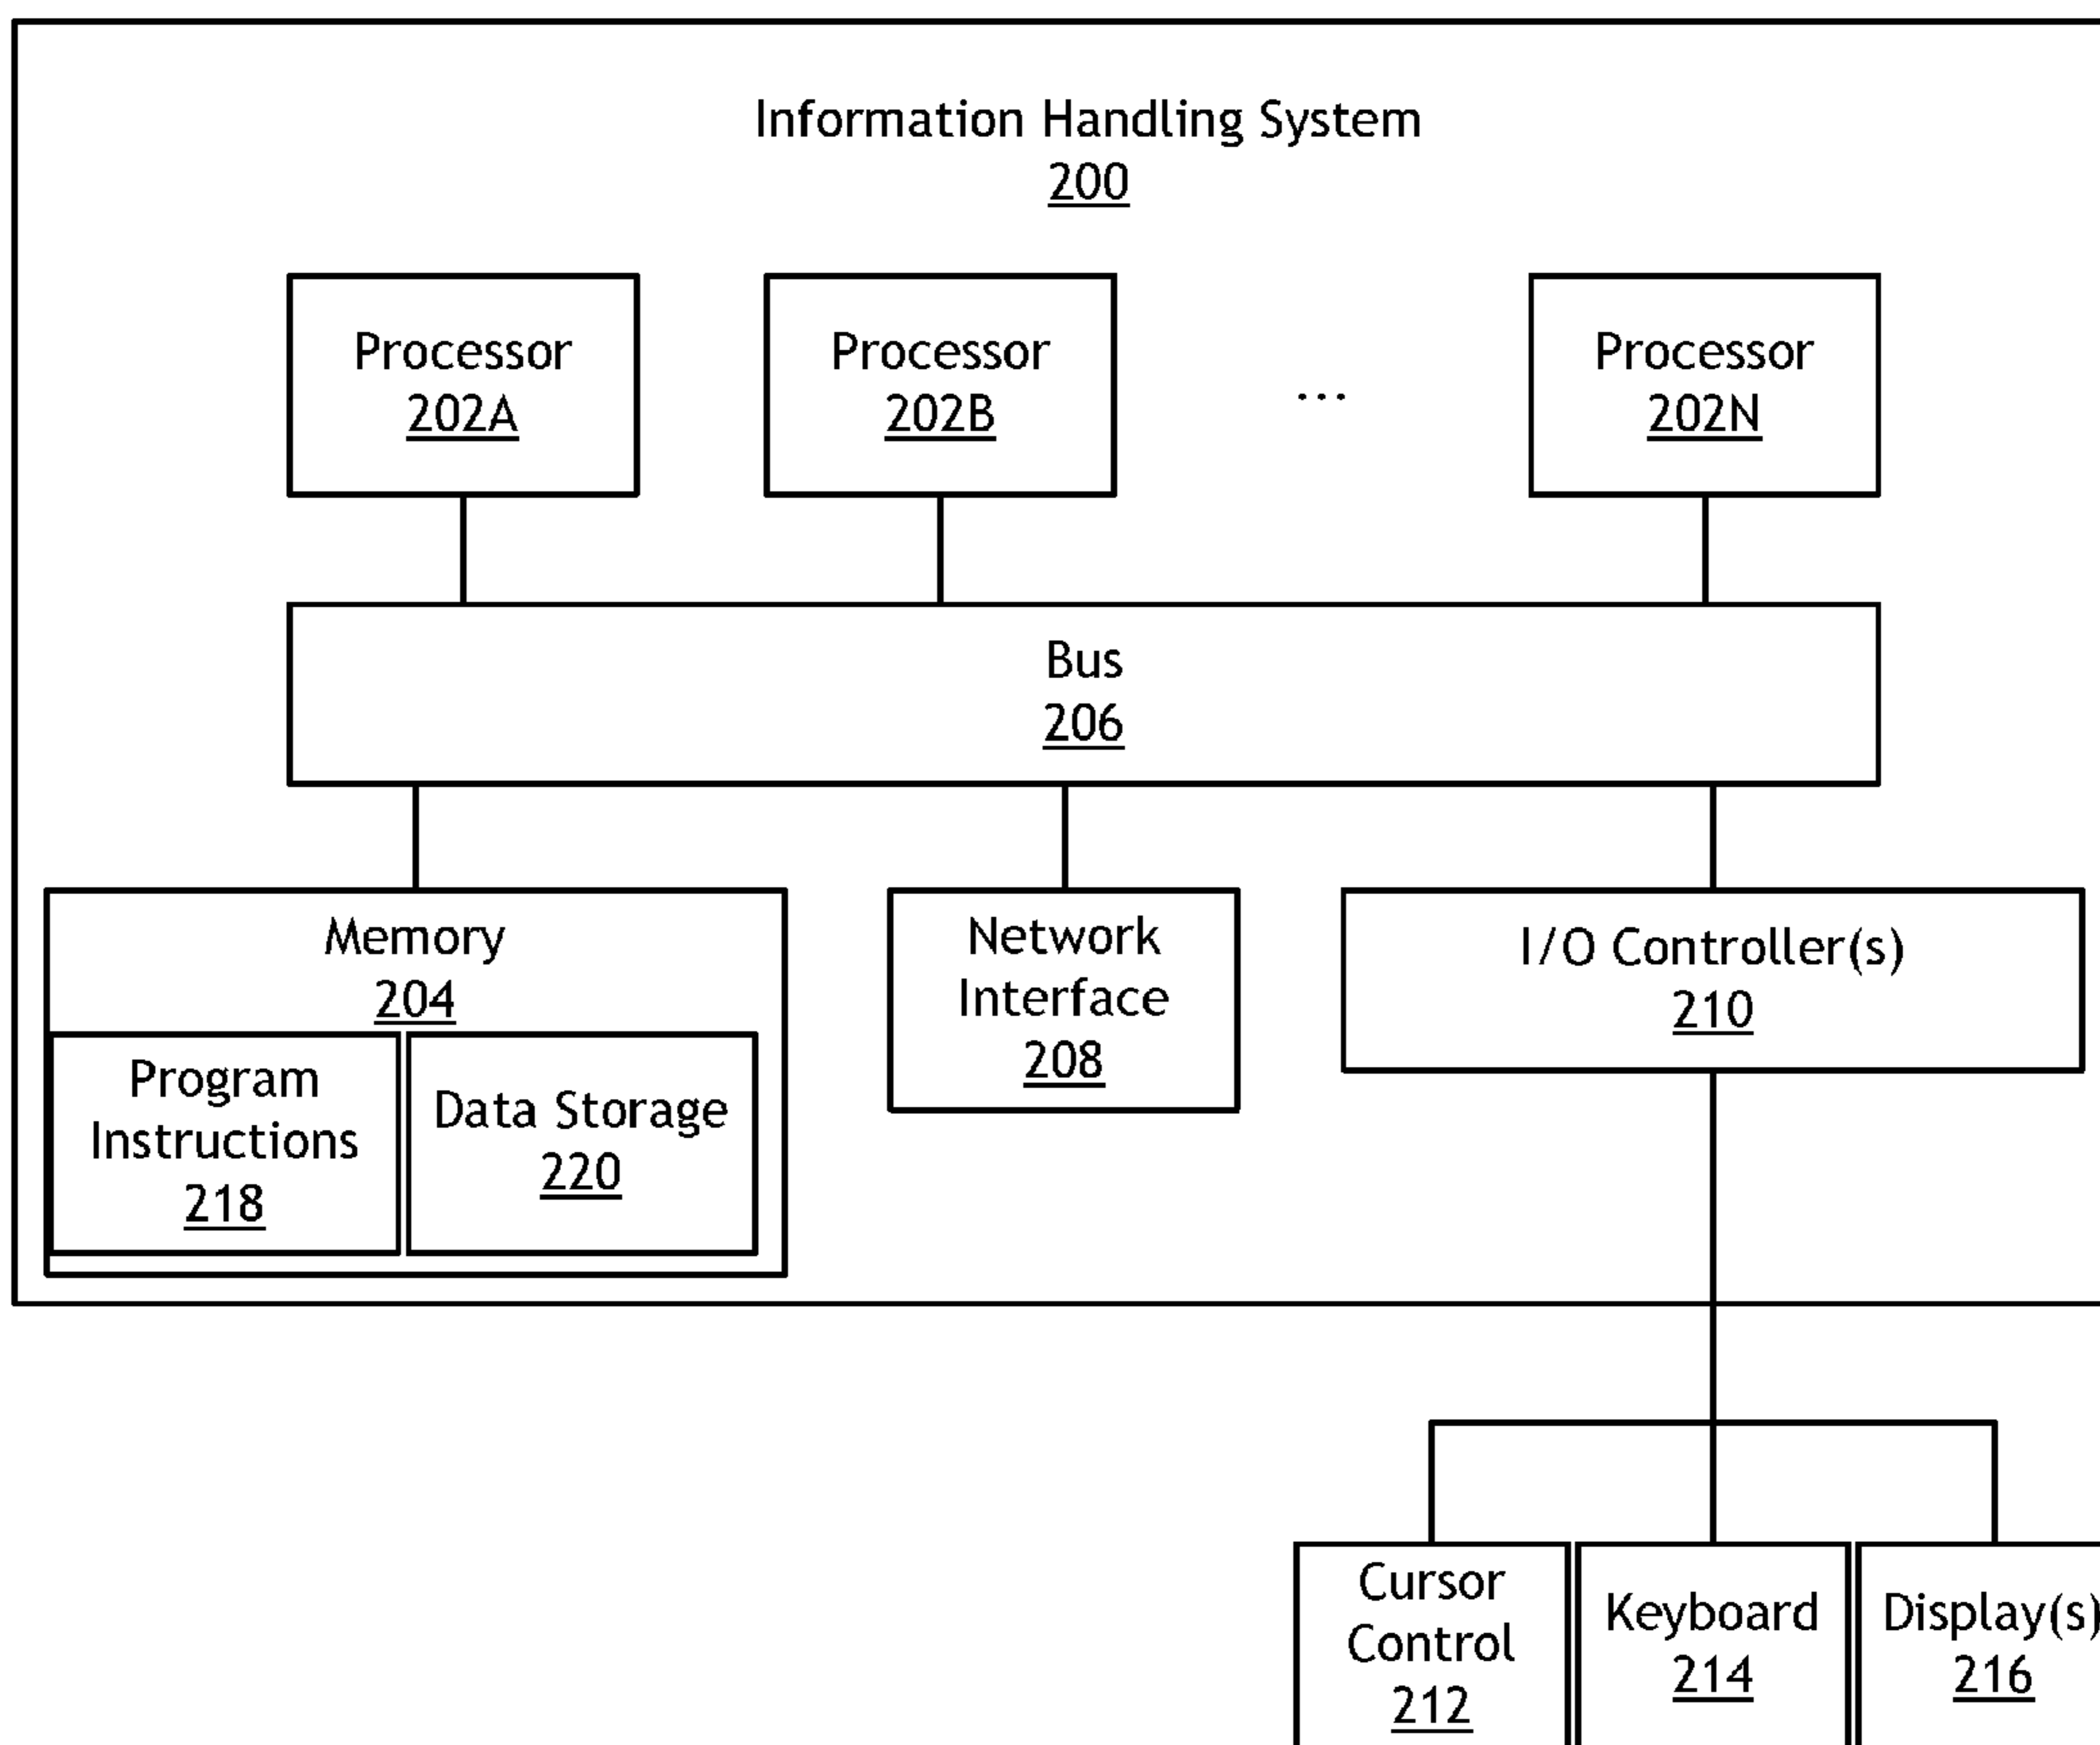 Information Handling System
200
Processor
202A
Processor
202B
...
Processor
202N
Bus
206
Memory
204
Program
Instructions
218
Data Storage
220
Network
Interface
208
I/O Controller(s)
210
Cursor
Control
212
Keyboard
214
Display(s)
216